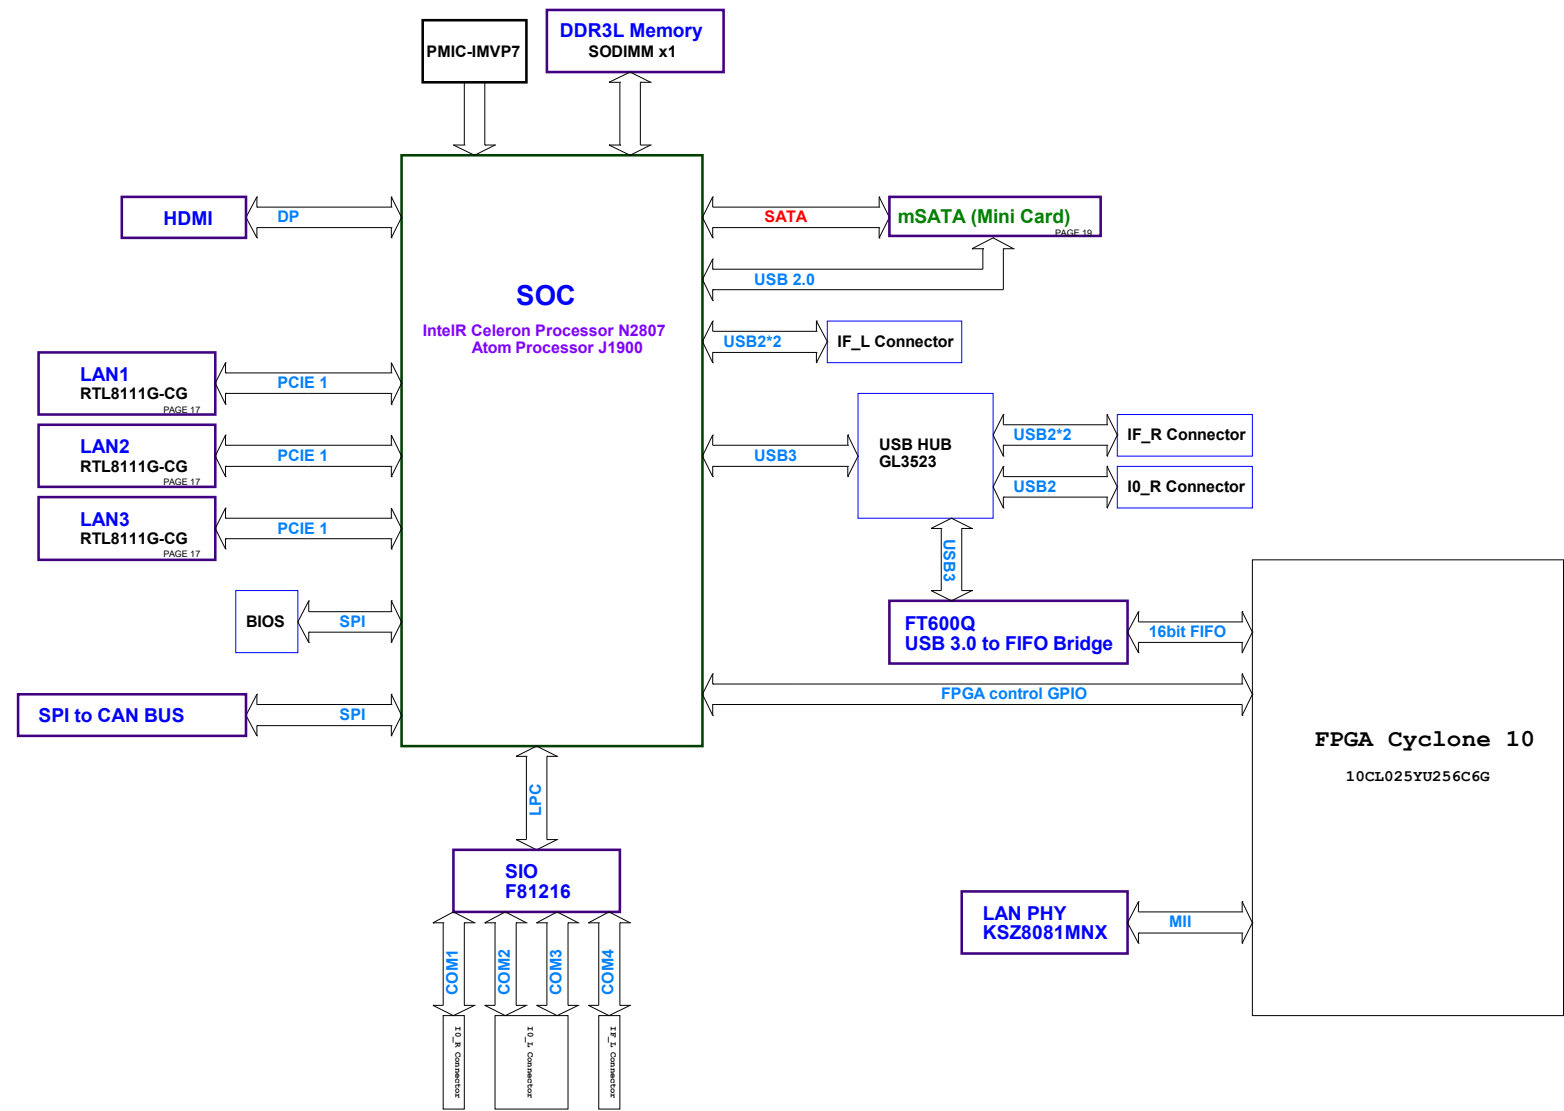 PMIC-IMVP7
DDR3L Memory
SODIMM x1
HDMI
DP
SATA
mSATA (Mini Card)
PAGE 19
USB 2.0
SOC
IntelR Celeron Processor N2807
Atom Processor J1900
USB2*2
IF_L Connector
LAN1
RTL8111G-CG
PAGE 17
PCIE 1
LAN2
RTL8111G-CG
PAGE 17
PCIE 1
LAN3
RTL8111G-CG
PAGE 17
PCIE 1
USB3
USB HUB
GL3523
USB2*2
IF_R Connector
USB2
I0_R Connector
USB3
BIOS
SPI
FT600Q
USB 3.0 to FIFO Bridge
16bit FIFO
SPI to CAN BUS
SPI
FPGA control GPIO
FPGA Cyclone 10
10CL025YU256C6G
LPC
SIO
F81216
LAN PHY
KSZ8081MNX
MII
COM1
COM2
COM3
COM4
I0_R Connector
I0_L Connector
IF_L Connector